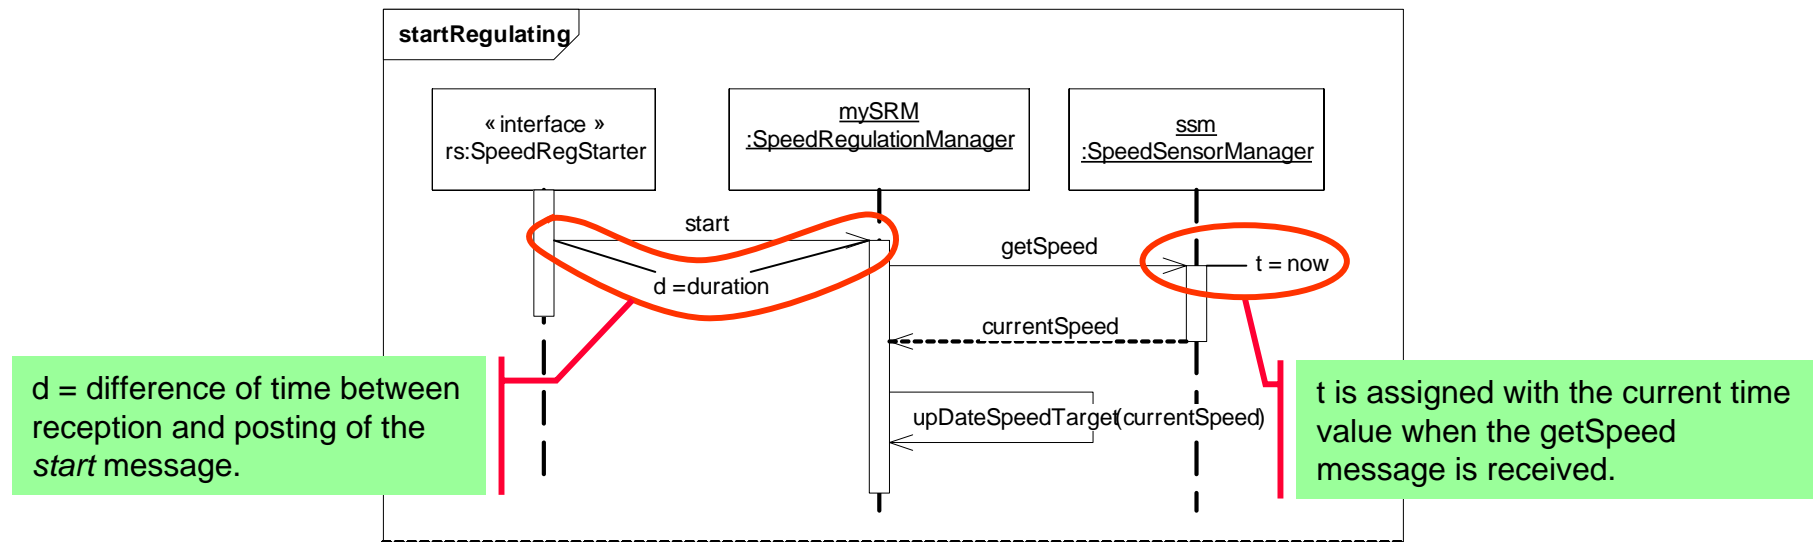 startRegulating
« interface »
rs:SpeedRegStarter
mySRM
:SpeedRegulationManager
ssm
:SpeedSensorManager
start
getSpeed
t = now
d =duration
currentSpeed
d = difference of time between
reception and posting of the
start message.
upDateSpeedTarget(currentSpeed)
t is assigned with the current time
value when the getSpeed
message is received.